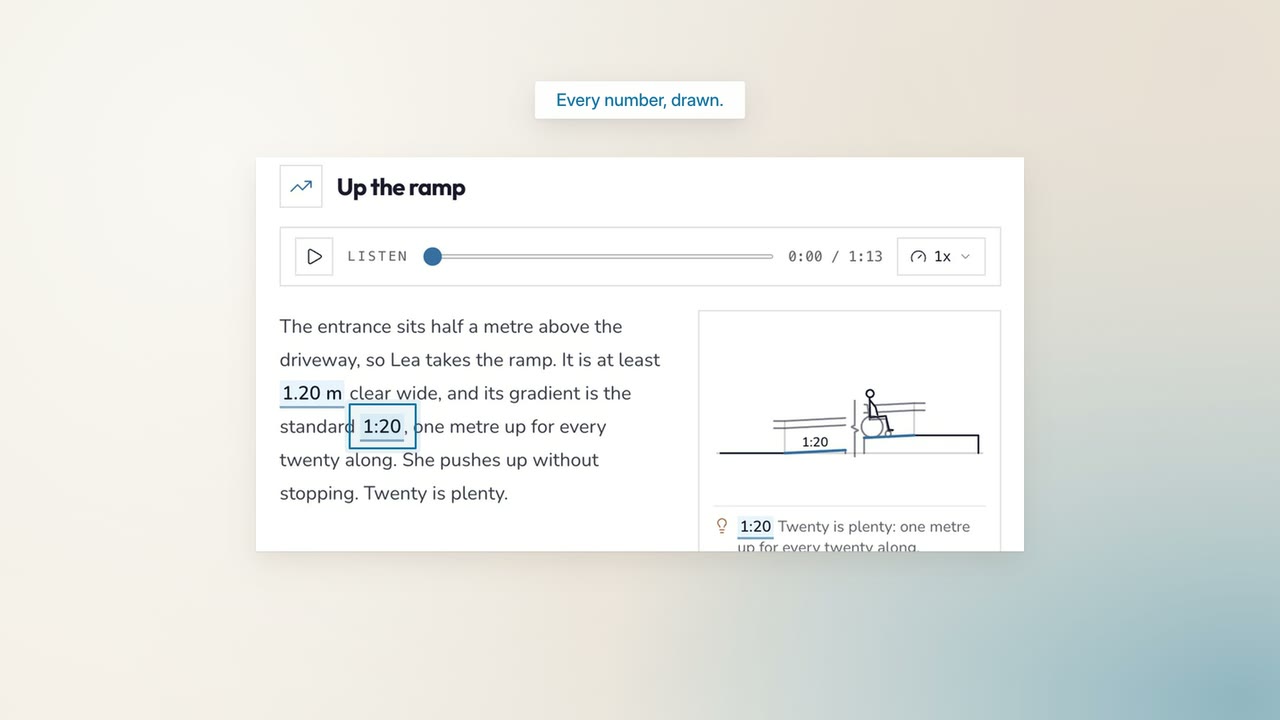 Every number, drawn.
Up the ramp
LISTEN
0:00 / 1:13
1x
The entrance sits half a metre above the
driveway, so Lea takes the ramp. It is at least
1.20 m clear wide, and its gradient is the
standard 1:20, one metre up for every
twenty along. She pushes up without
stopping. Twenty is plenty.
1:20
1:20 Twenty is plenty: one metre
up for every twenty along.